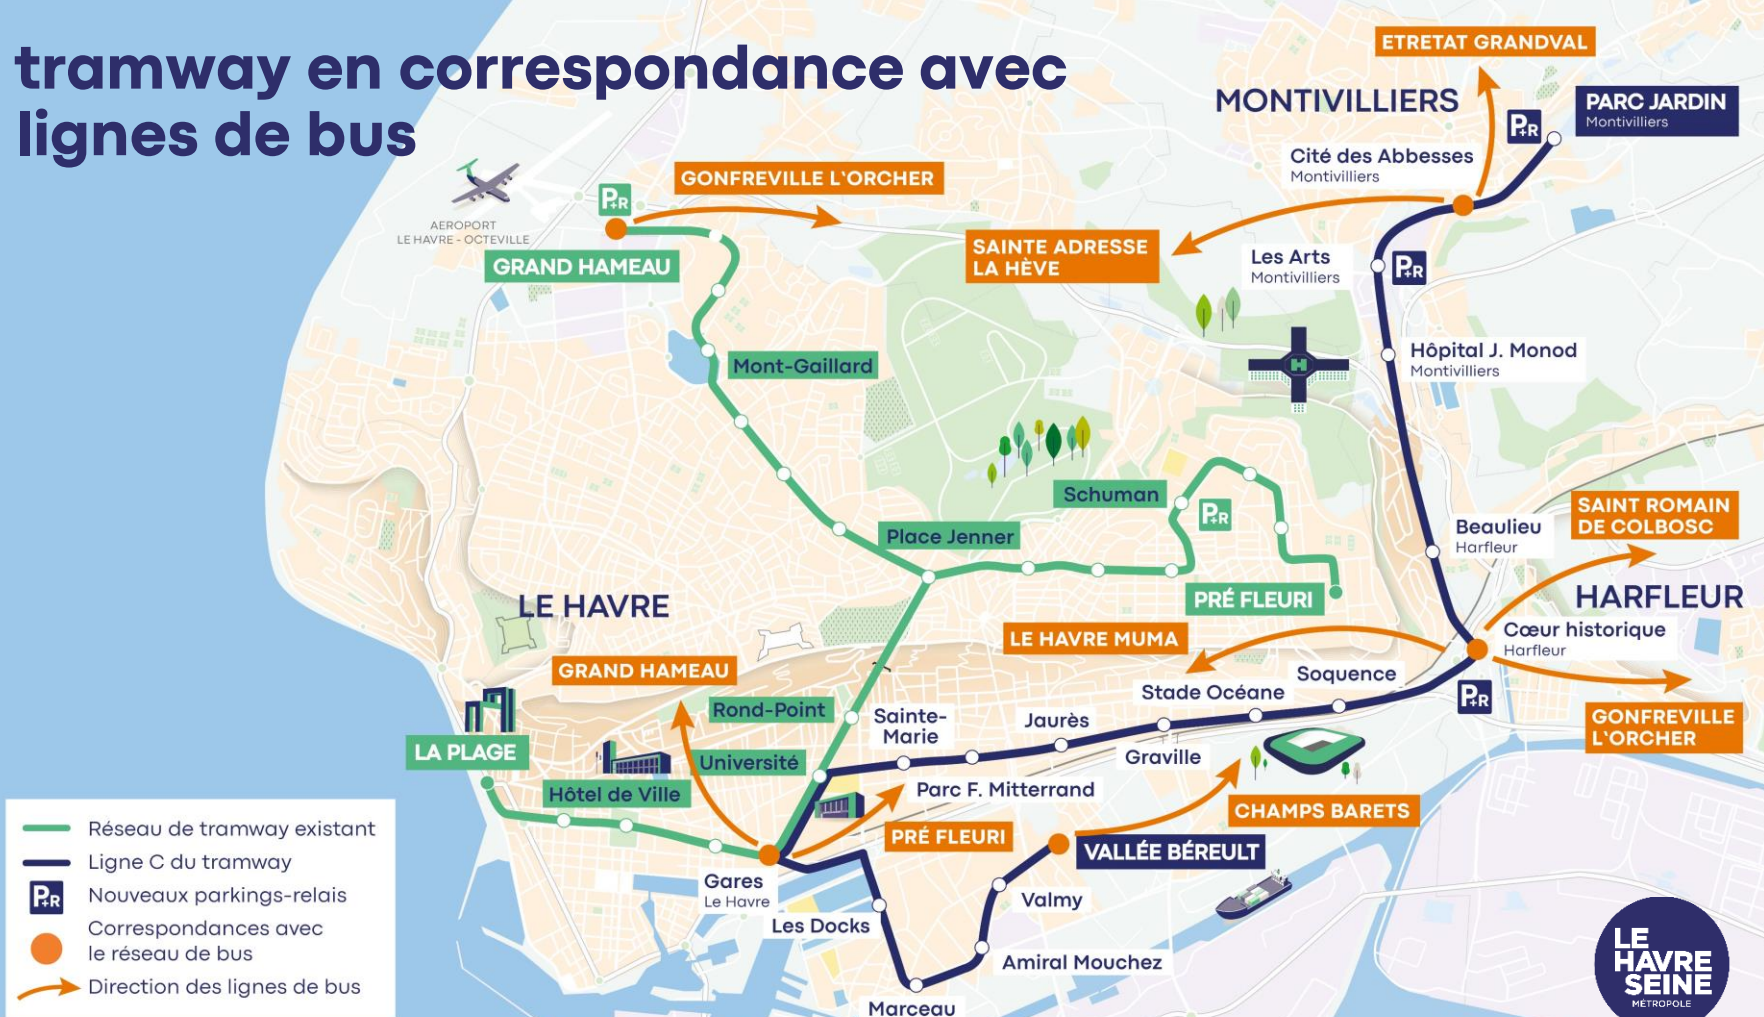 tramway en correspondance avec
lignes de bus
ETRETAT GRANDVAL
MONTIVILLIERS
P+R
PARC JARDIN
Montivilliers
Cité des Abbesses
Montivilliers
GONFREVILLE L'ORCHER
P+R
AEROPORT
LE HAVRE - OCTEVILLE
GRAND HAMEAU
SAINTE ADRESSE
LA HÈVE
Les Arts
Montivilliers
P+R
Mont-Gaillard
H
Hôpital J. Monod
Montivilliers
Schuman
P+R
Place Jenner
SAINT ROMAIN
DE COLBOSC
Beaulieu
Harfleur
PRÉ FLEURI
HARFLEUR
LE HAVRE
LE HAVRE MUMA
Cœur historique
Harfleur
GRAND HAMEAU
Soquence
Stade Océane
P+R
Rond-Point
Sainte-
Marie
Jaurès
GONFREVILLE
L'ORCHER
LA PLAGE
Université
Graville
Hôtel de Ville
Parc F. Mitterrand
CHAMPS BARETS
PRÉ FLEURI
VALLÉE BÉREULT
Gares
Le Havre
Valmy
Les Docks
Amiral Mouchez
Marceau
Réseau de tramway existant
Ligne C du tramway
P+R
Nouveaux parkings-relais
Correspondances avec
le réseau de bus
Direction des lignes de bus
LE
HAVRE
SEINE
MÉTROPOLE